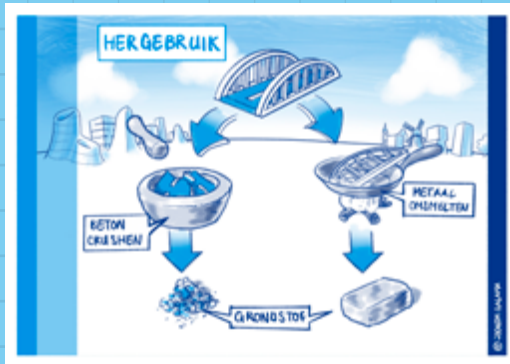 HERGEBRUIK
BETON
CRUSHEN
METAAL
OMSMELTEN
GRONDSTOF